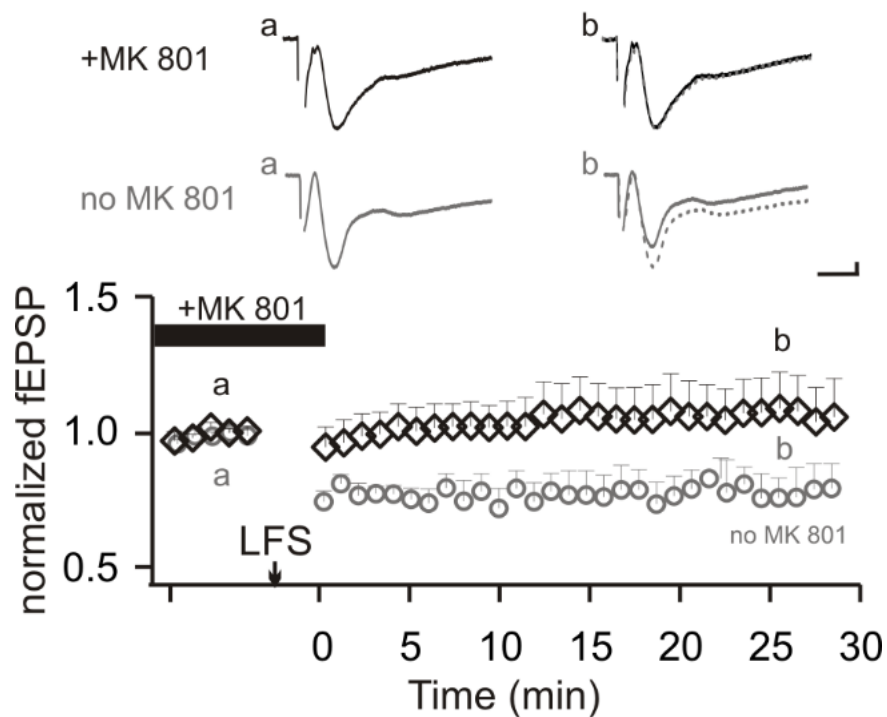 a b
+MK 801
a b
no MK 801
1.5
+MK 801
b
a
1.0
a
b
no MK 801
LFS
0.5
normalized fEPSP
0 5 10 15 20 25 30
Time (min)